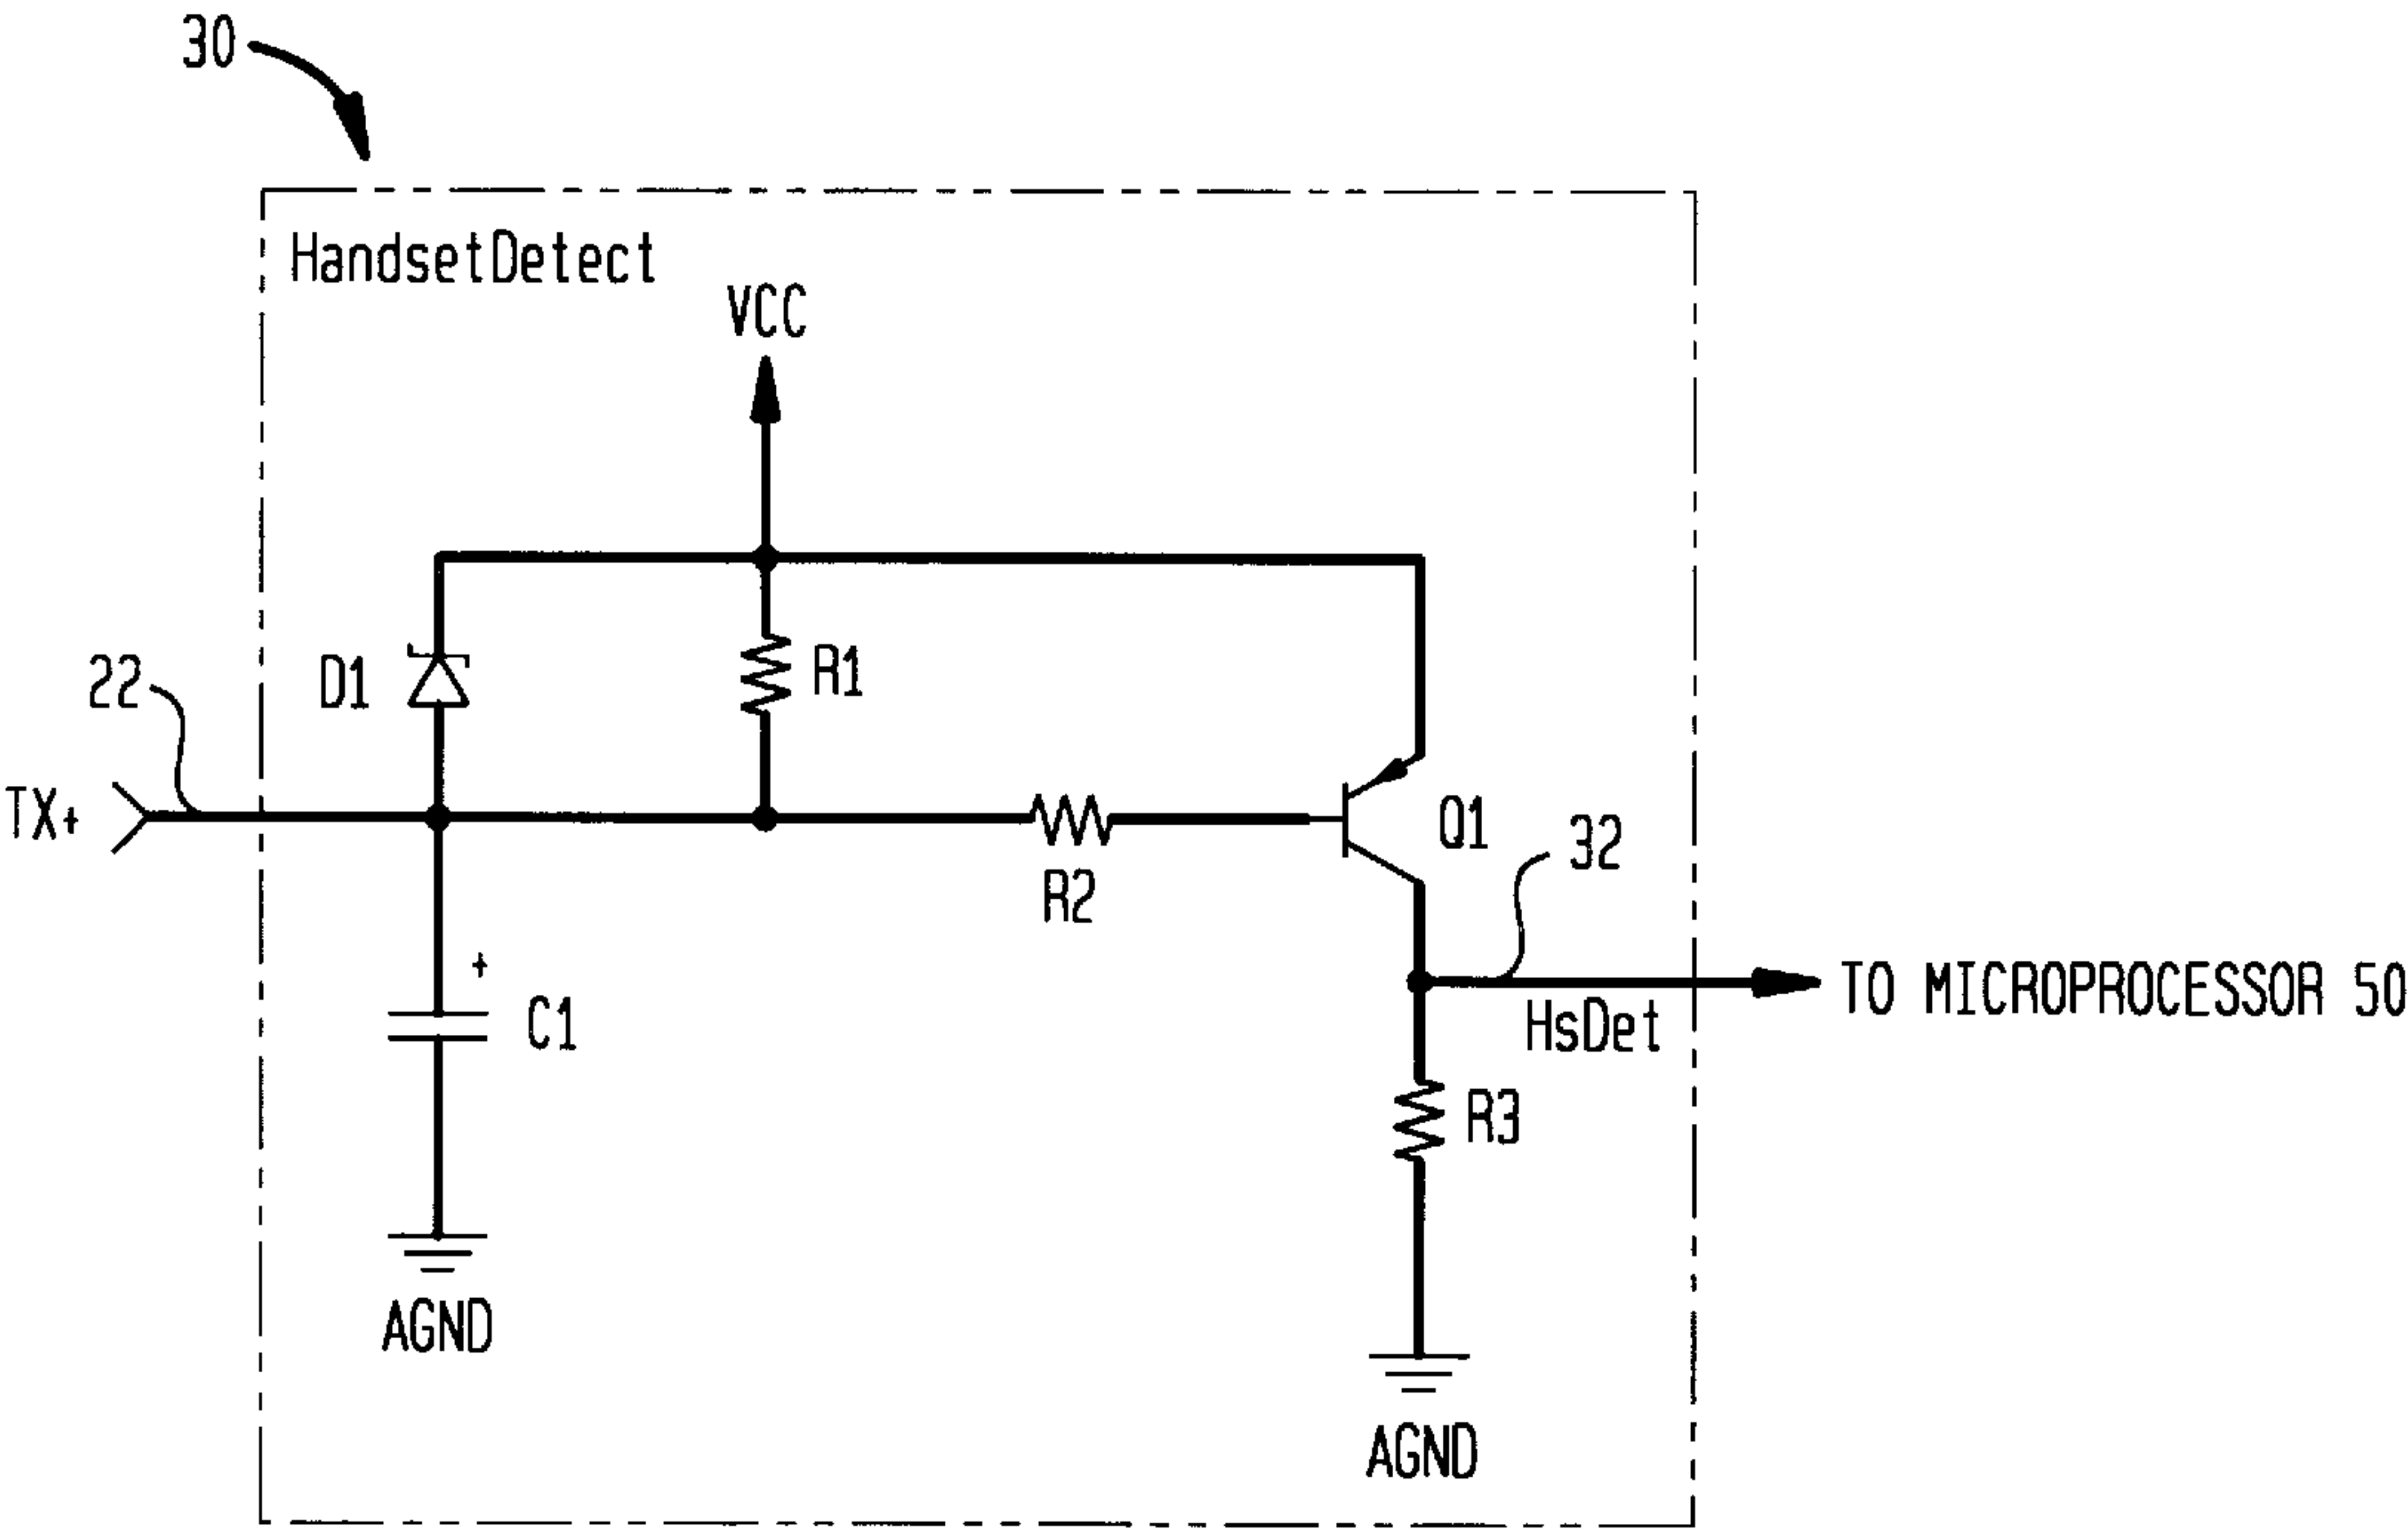 30
HandsetDetect
VCC
22
D1
R1
TX+
Q1
32
R2
+
C1
TO MICROPROCESSOR 50
HsDet
R3
AGND
AGND